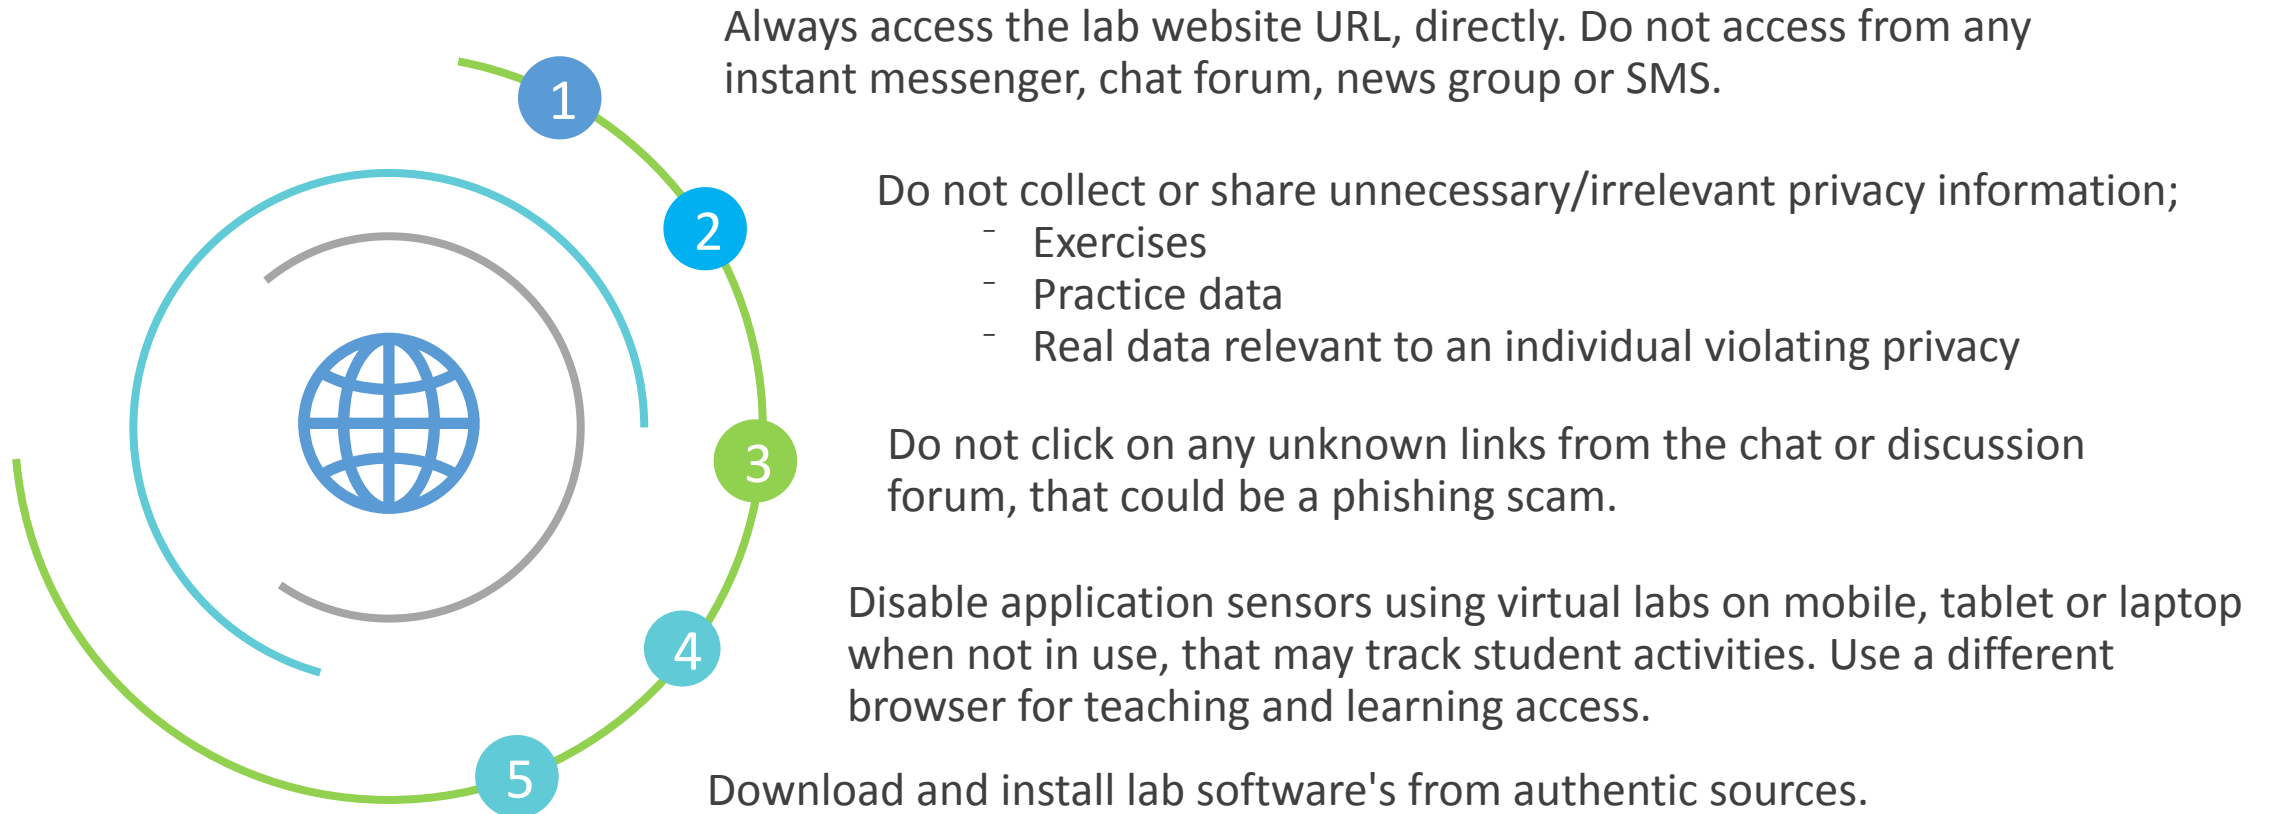 1
Always access the lab website URL, directly. Do not access from any
instant messenger, chat forum, news group or SMS.
2
Do not collect or share unnecessary/irrelevant privacy information;
- Exercises
- Practice data
- Real data relevant to an individual violating privacy
3
Do not click on any unknown links from the chat or discussion
forum, that could be a phishing scam.
4
Disable application sensors using virtual labs on mobile, tablet or laptop
when not in use, that may track student activities. Use a different
browser for teaching and learning access.
5
Download and install lab software's from authentic sources.